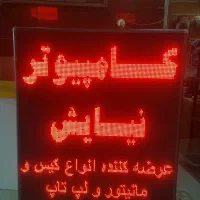 کامپیوتر
نیایش
عرضه کننده انواع کیس و
مانیتور و لپ تاپ